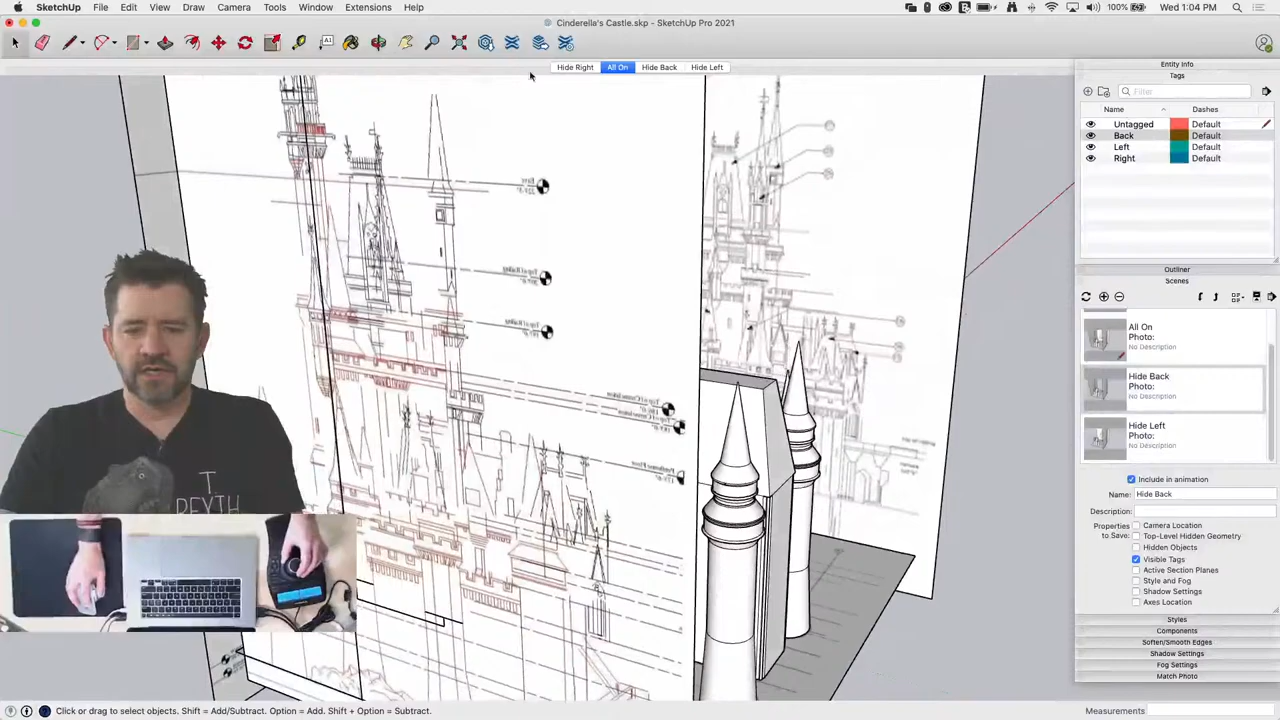 SketchUp File Edit View Draw Camera Tools Window Extensions Help
100% Wed 1:04 PM
Cinderella's Castle.skp - SketchUp Pro 2021
Hide Right All On Hide Back Hide Left
Entity Info
Tags
Filter
Name Dashes
Untagged Default
Back Default
Left Default
Right Default
Outliner
Scenes
All On
Photo:
No Description
Hide Back
Photo:
No Description
Hide Left
Photo:
No Description
Include in animation
Name: Hide Back
Description:
Properties to Save:
Camera Location
Top-Level Hidden Geometry
Hidden Objects
Visible Tags
Active Section Planes
Style and Fog
Shadow Settings
Axes Location
Styles
Components
Soften/Smooth Edges
Shadow Settings
Fog Settings
Match Photo
Click or drag to select objects. Shift = Add/Subtract. Option = Add. Shift + Option = Subtract.
Measurements